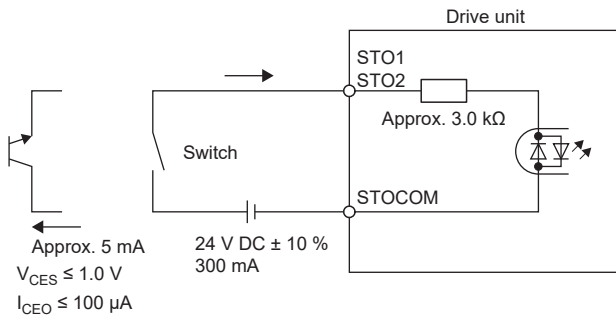 Drive unit
STO1
STO2
Approx. 3.0 kΩ
Switch
STOCOM
Approx. 5 mA
24 V DC ± 10 %
300 mA
VCES ≤ 1.0 V
ICEO ≤ 100 μA